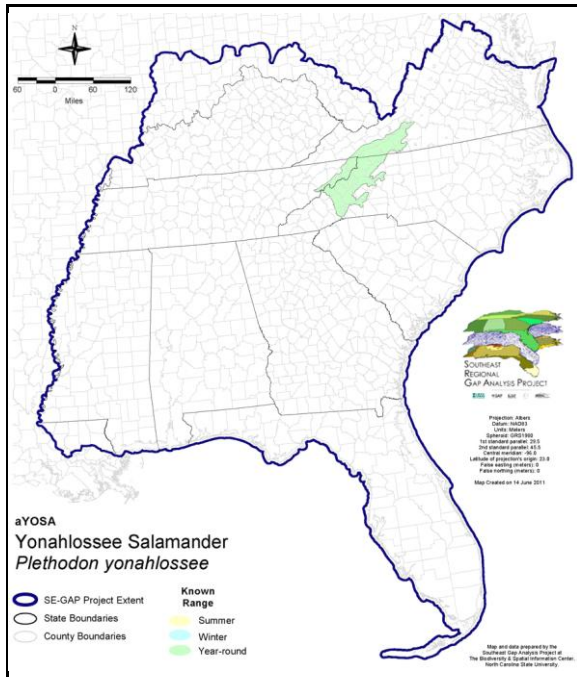 N
60 0 60 120
Miles
SOUTHEAST
REGIONAL
GAP ANALYSIS PROJECT
Projection: Albers
Datum: NAD83
Units: Meters
Spheroid: GRS1980
1st standard parallel: 29.5
2nd standard parallel: 45.5
Central meridian: -96.0
Latitude of projection's origin: 23.0
False easting (meters): 0
False northing (meters): 0
Map Created on 14 June 2011
aYOSA
Yonahlossee Salamander
Plethodon yonahlossee
SE-GAP Project Extent
State Boundaries
County Boundaries
Known
Range
Summer
Winter
Year-round
Map and data prepared by the
Southeast Gap Analysis Project at
The Biodiversity & Spatial Information Center,
North Carolina State University.